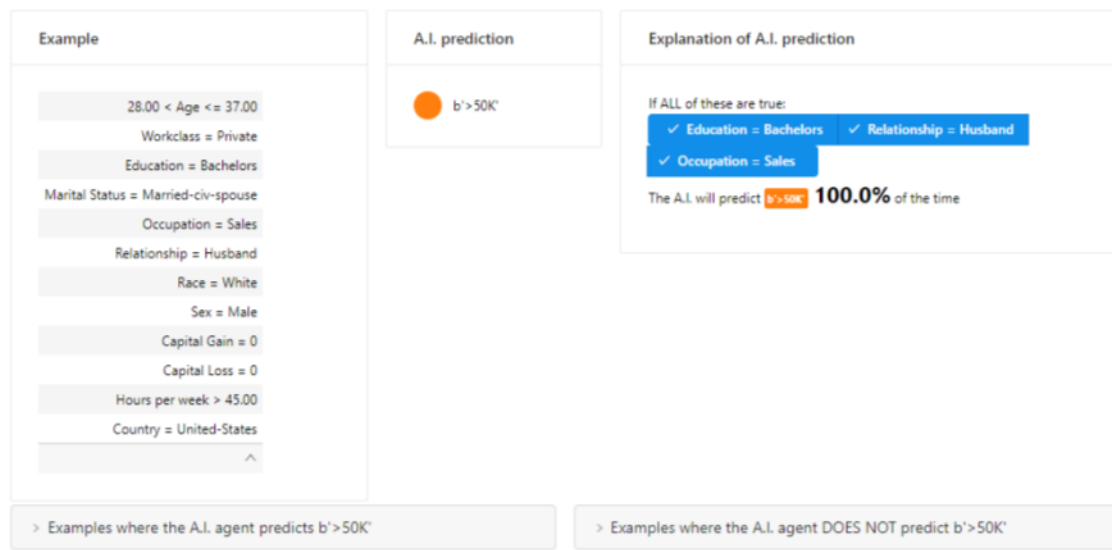 Example
28.00 < Age <= 37.00
Workclass = Private
Education = Bachelors
Marital Status = Married-civ-spouse
Occupation = Sales
Relationship = Husband
Race = White
Sex = Male
Capital Gain = 0
Capital Loss = 0
Hours per week > 45.00
Country = United-States
A.I. prediction
b'>50K'
Explanation of A.I. prediction
If ALL of these are true:
✓ Education = Bachelors ✓ Relationship = Husband
✓ Occupation = Sales
The A.I. will predict b'>50K' 100.0% of the time
> Examples where the A.I. agent predicts b'>50K'
> Examples where the A.I. agent DOES NOT predict b'>50K'